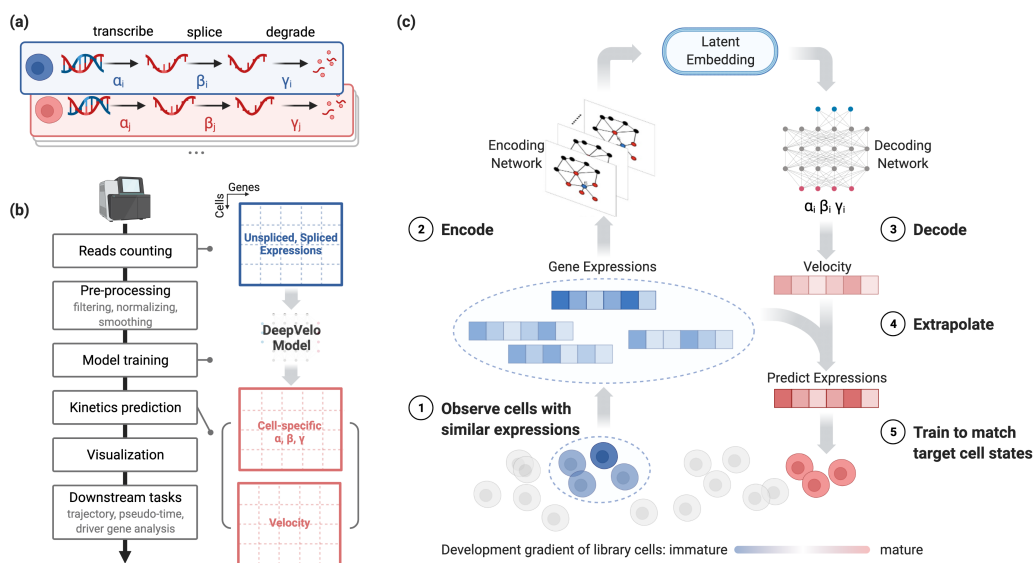 (a)
transcribe splice degrade
αi βi γi
αj βj γj
...
(b)
Genes
Cells
Reads counting
Pre-processing
filtering, normalizing,
smoothing
Model training
Kinetics prediction
Visualization
Downstream tasks
trajectory, pseudo-time,
driver gene analysis
Unspliced, Spliced
Expressions
DeepVelo
Model
Cell-specific
α, β, γ
Velocity
(c)
Latent
Embedding
......
Encoding
Network
Decoding
Network
αi βi γi
2 Encode
3 Decode
Gene Expressions
Velocity
4 Extrapolate
Predict Expressions
1 Observe cells with
similar expressions
5 Train to match
target cell states
Development gradient of library cells: immature mature